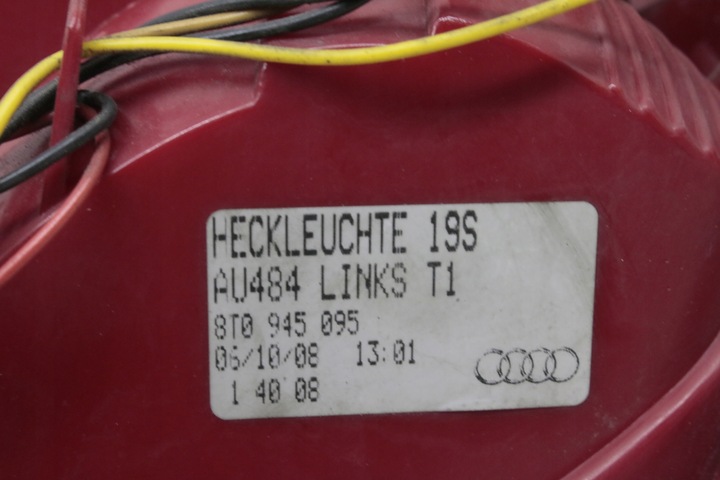 HECKLEUCHTE 19S
AU484 LINKS T1
8T0 945 095
06/10/08 13:01
1 40 08